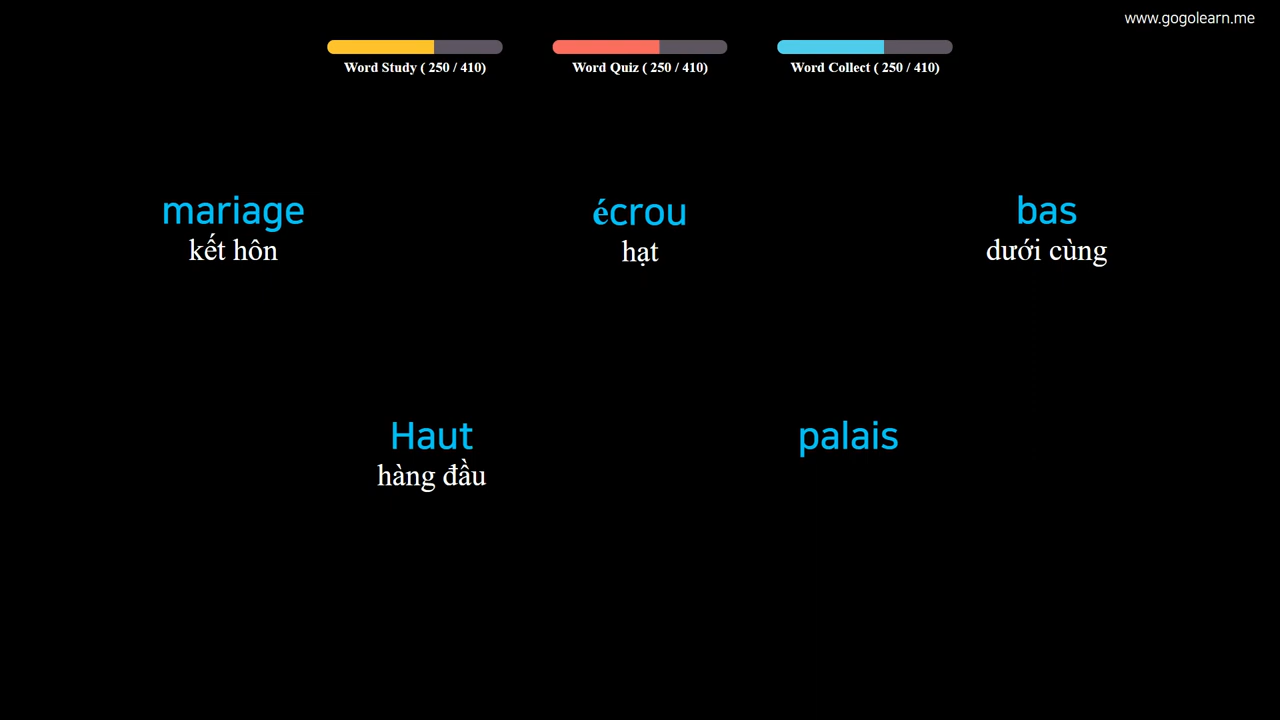 www.gogolearn.me
Word Study ( 250 / 410)
Word Quiz ( 250 / 410)
Word Collect ( 250 / 410)
mariage
kết hôn
écrou
hạt
bas
dưới cùng
Haut
hàng đầu
palais